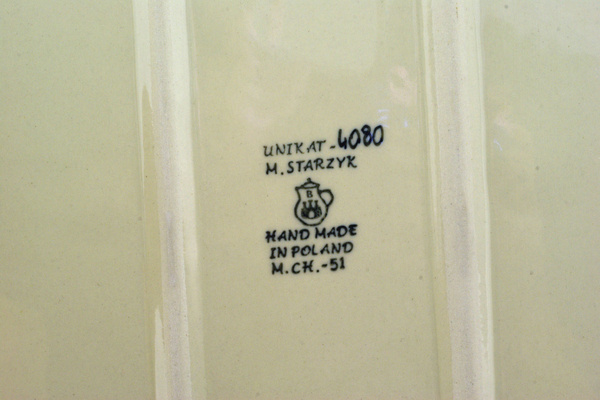 UNIKAT-4080
M.STARZYK
B
HAND MADE
IN POLAND
M.CH.-51